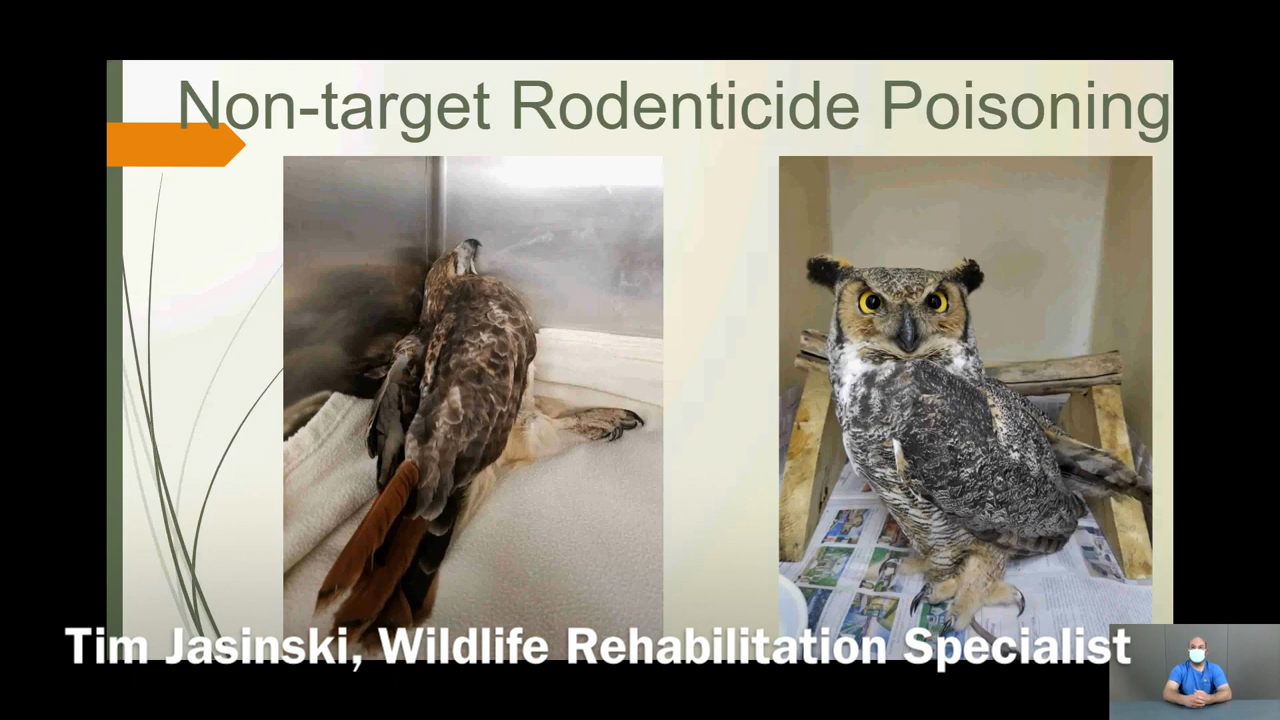 Non-target Rodenticide Poisoning
Tim Jasinski, Wildlife Rehabilitation Specialist